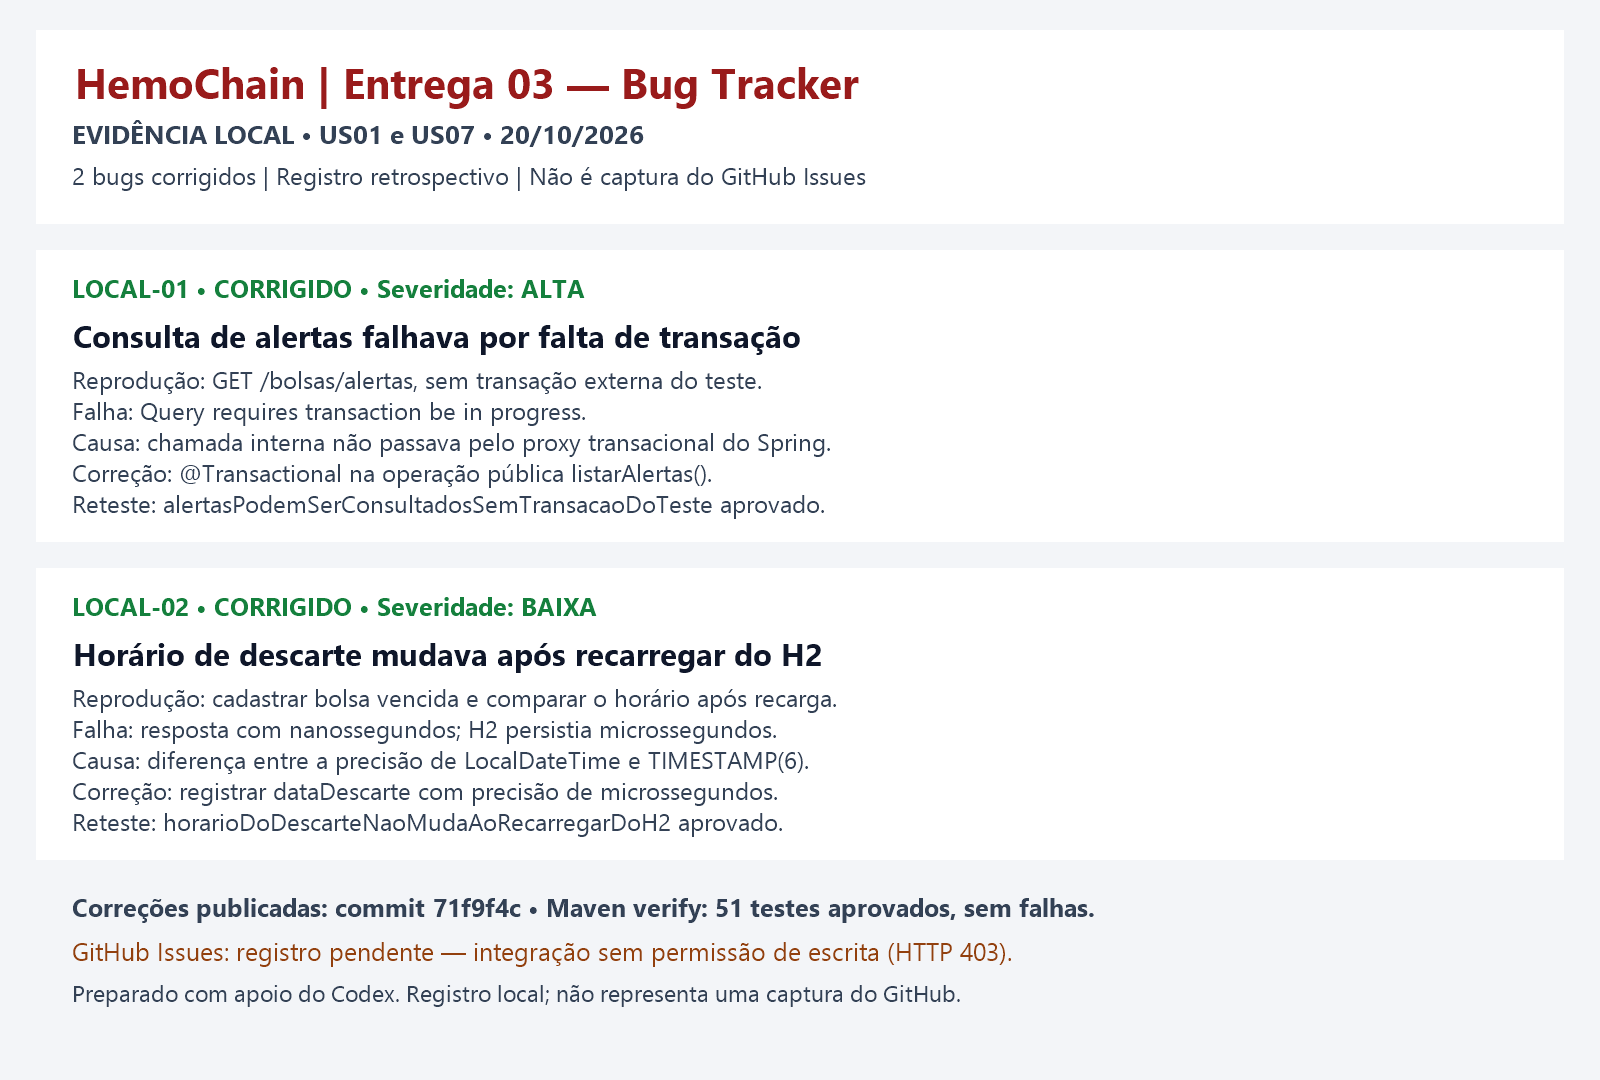 HemoChain | Entrega 03 — Bug Tracker
EVIDÊNCIA LOCAL • US01 e US07 • 20/10/2026
2 bugs corrigidos | Registro retrospectivo | Não é captura do GitHub Issues
LOCAL-01 • CORRIGIDO • Severidade: ALTA
Consulta de alertas falhava por falta de transação
Reprodução: GET /bolsas/alertas, sem transação externa do teste.
Falha: Query requires transaction be in progress.
Causa: chamada interna não passava pelo proxy transacional do Spring.
Correção: @Transactional na operação pública listarAlertas().
Reteste: alertasPodemSerConsultadosSemTransacaoDoTeste aprovado.
LOCAL-02 • CORRIGIDO • Severidade: BAIXA
Horário de descarte mudava após recarregar do H2
Reprodução: cadastrar bolsa vencida e comparar o horário após recarga.
Falha: resposta com nanossegundos; H2 persistia microssegundos.
Causa: diferença entre a precisão de LocalDateTime e TIMESTAMP(6).
Correção: registrar dataDescarte com precisão de microssegundos.
Reteste: horarioDoDescarteNaoMudaAoRecarregarDoH2 aprovado.
Correções publicadas: commit 71f9f4c • Maven verify: 51 testes aprovados, sem falhas.
GitHub Issues: registro pendente — integração sem permissão de escrita (HTTP 403).
Preparado com apoio do Codex. Registro local; não representa uma captura do GitHub.